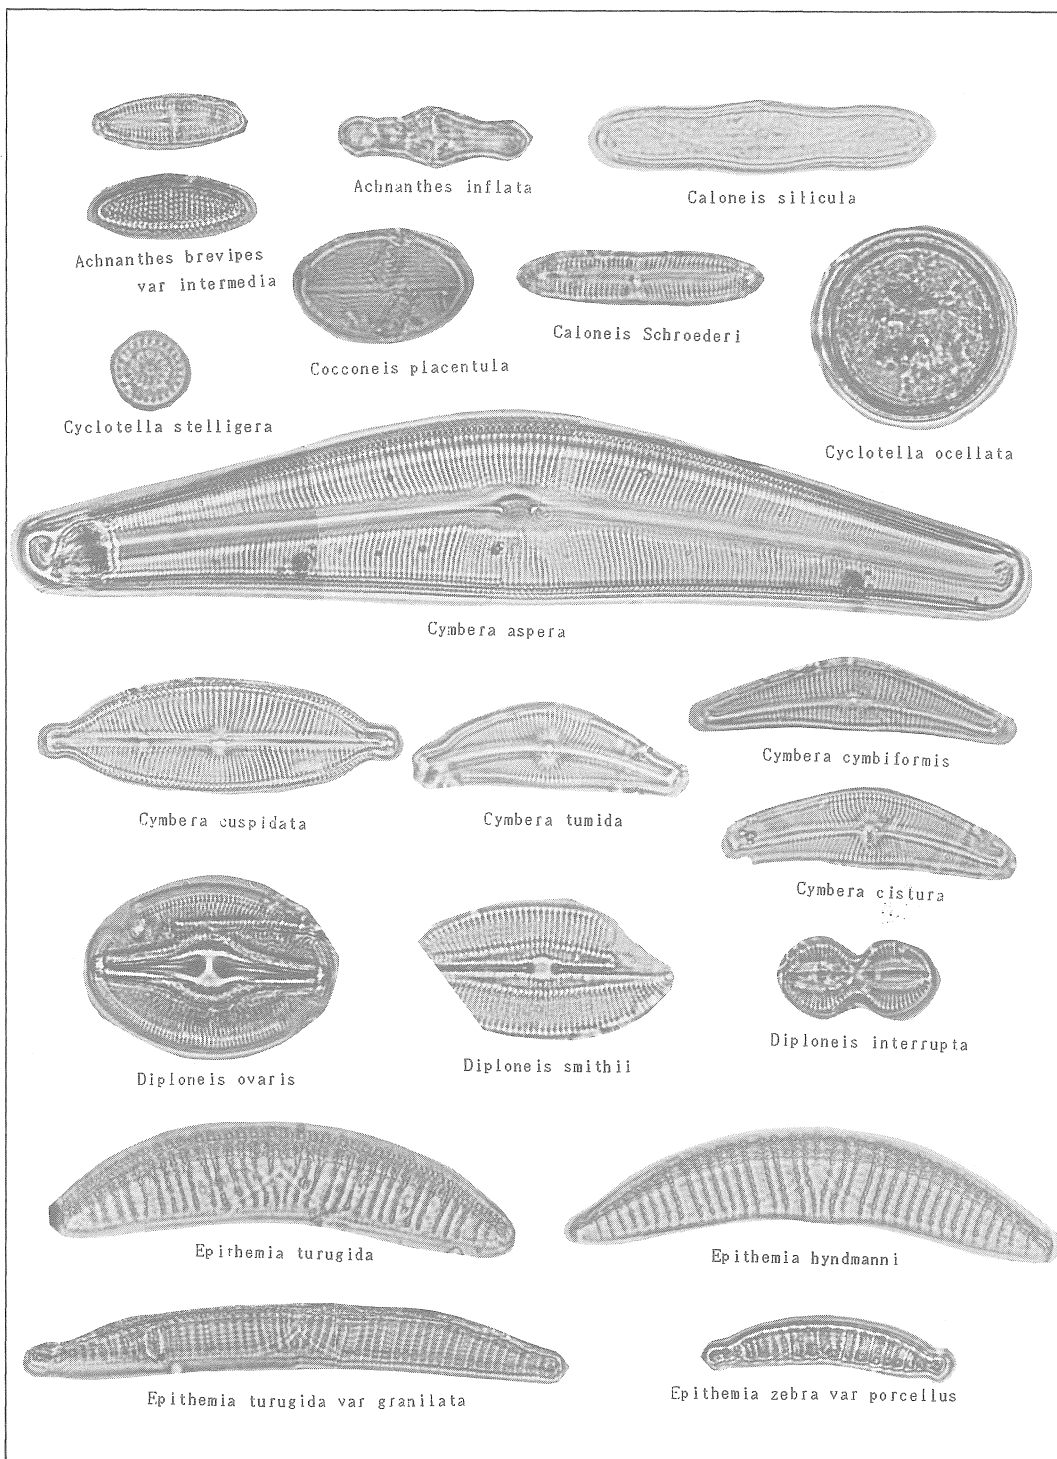 Achnanthes inflata
Caloneis silicula
Achnanthes brevipes
var intermedia
Caloneis Schroederi
Cocconeis placentula
Cyclotella stelligera
Cyclotella ocellata
Cymbera aspera
Cymbera cymbiformis
Cymbera cuspidata
Cymbera tumida
Cymbera cistura
Diploneis interrupta
Diploneis ovaris
Diploneis smithii
Epithemia turugida
Epithemia hyndmanni
Epithemia turugida var granilata
Epithemia zebra var porcellus